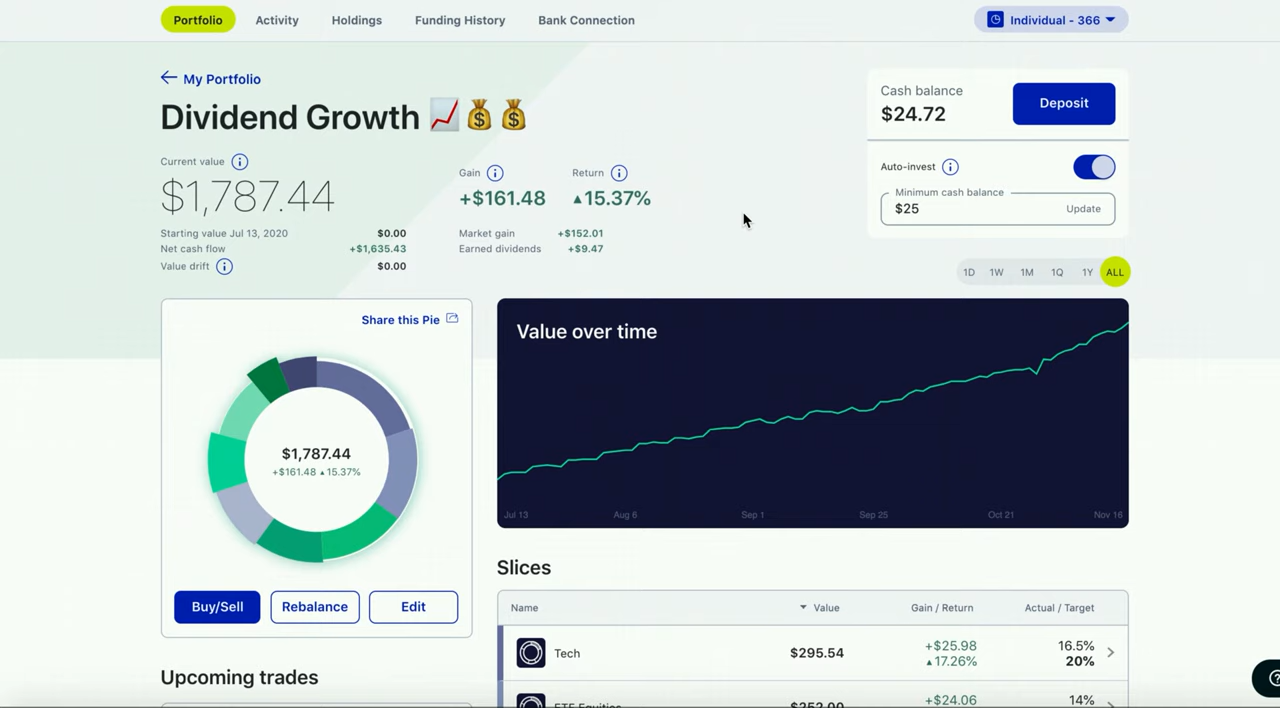 Portfolio Activity Holdings Funding History Bank Connection Individual - 366
My Portfolio
Dividend Growth
Cash balance
$24.72
Deposit
Current value
$1,787.44
Gain Return
+$161.48 ▲15.37%
Auto-invest
Minimum cash balance
$25 Update
Starting value Jul 13, 2020 $0.00
Net cash flow +$1,635.43
Value drift $0.00
Market gain +$152.01
Earned dividends +$9.47
1D 1W 1M 1Q 1Y ALL
Share this Pie
$1,787.44
+$161.48 ▲15.37%
Buy/Sell Rebalance Edit
Value over time
Jul 13 Aug 6 Sep 1 Sep 25 Oct 21 Nov 16
Slices
Name Value Gain / Return Actual / Target
Tech $295.54 +$25.98 16.5%
▲17.26% 20%
ETF Equities $252.00 +$24.06 14%
Upcoming trades